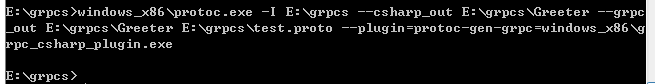 E:\grpcs>windows_x86\protoc.exe -I E:\grpcs --csharp_out E:\grpcs\Greeter --grpc
_out E:\grpcs\Greeter E:\grpcs\test.proto --plugin=protoc-gen-grpc=windows_x86\g
rpc_csharp_plugin.exe
E:\grpcs>